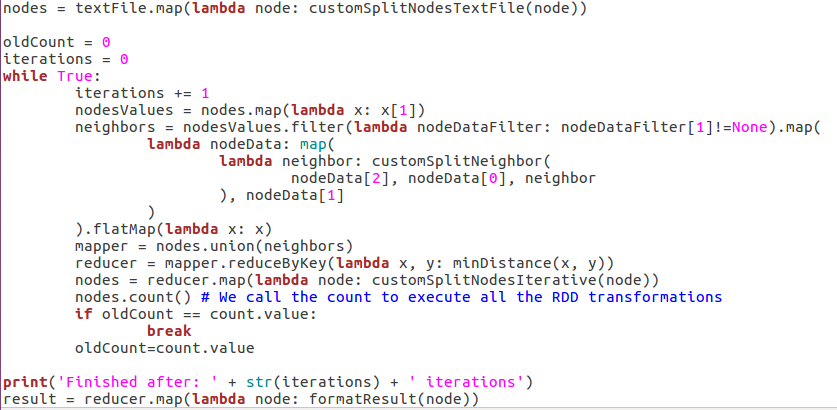 nodes = textFile.map(lambda node: customSplitNodesTextFile(node))
oldCount = 0
iterations = 0
while True:
        iterations += 1
        nodesValues = nodes.map(lambda x: x[1])
        neighbors = nodesValues.filter(lambda nodeDataFilter: nodeDataFilter[1]!=None).map(
                lambda nodeData: map(
                        lambda neighbor: customSplitNeighbor(
                                nodeData[2], nodeData[0], neighbor
                        ), nodeData[1]
                )
        ).flatMap(lambda x: x)
        mapper = nodes.union(neighbors)
        reducer = mapper.reduceByKey(lambda x, y: minDistance(x, y))
        nodes = reducer.map(lambda node: customSplitNodesIterative(node))
        nodes.count() # We call the count to execute all the RDD transformations
        if oldCount == count.value:
                break
        oldCount=count.value
print('Finished after: ' + str(iterations) + ' iterations')
result = reducer.map(lambda node: formatResult(node))